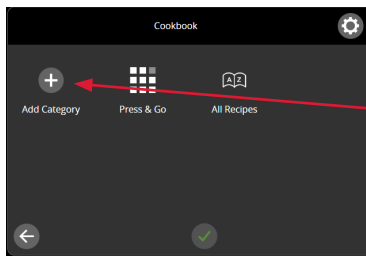 Cookbook
Add Category
Press & Go
A Z
All Recipes